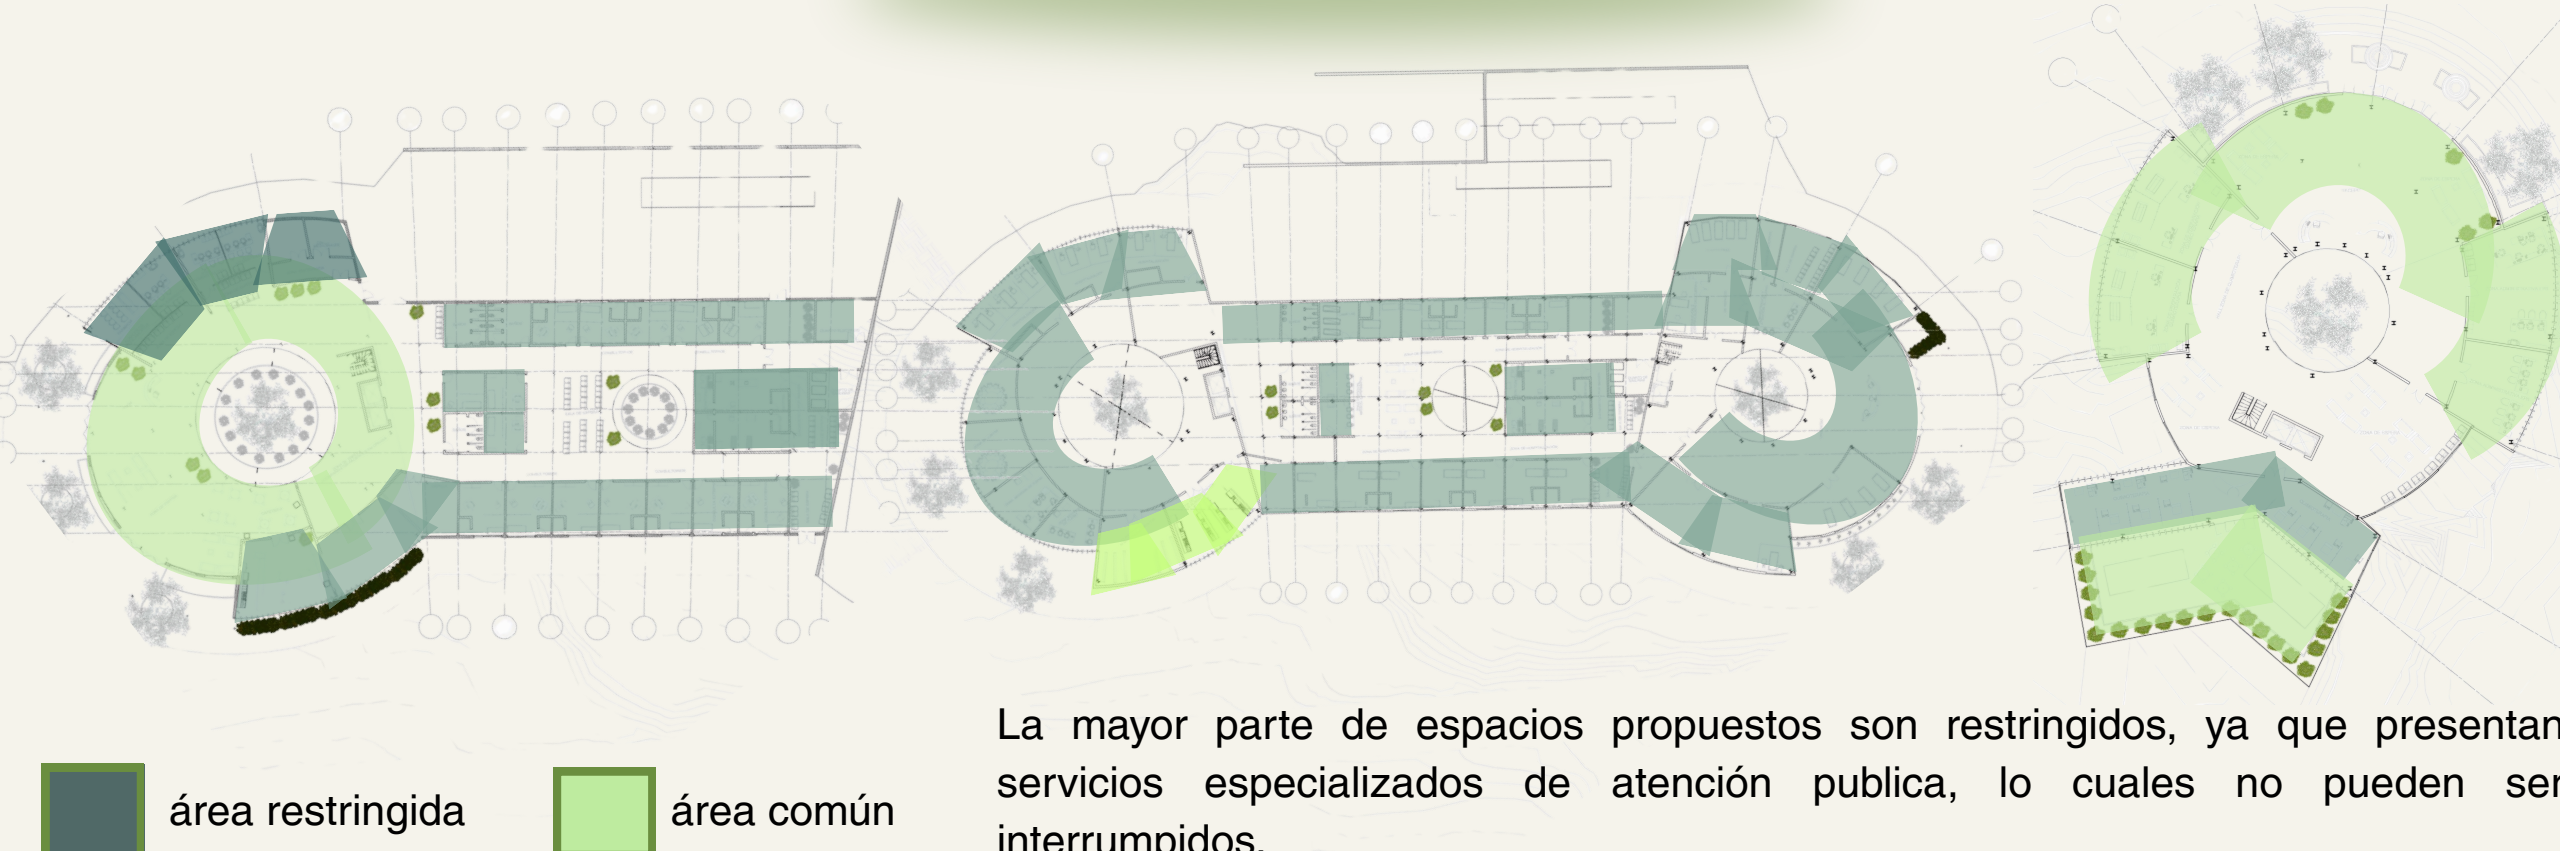 La mayor parte de espacios propuestos son restringidos, ya que presentan
servicios especializados de atención publica, lo cuales no pueden ser
interrumpidos.
área restringida
área común